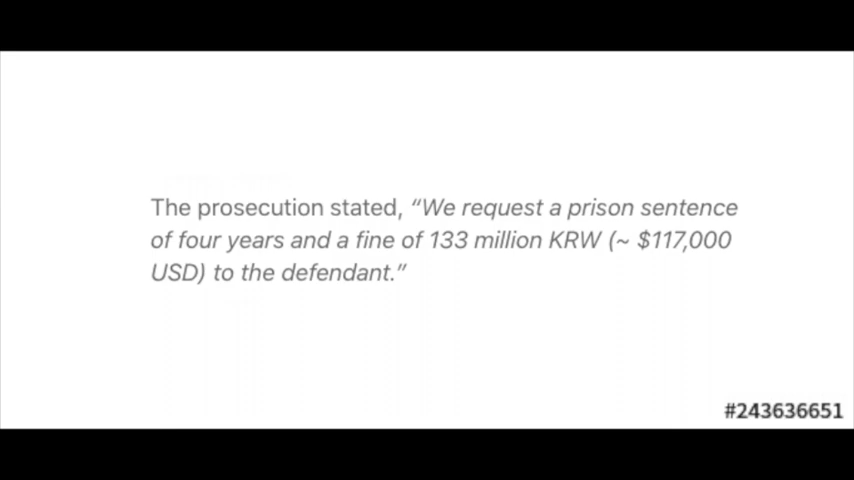 The prosecution stated, “We request a prison sentence
of four years and a fine of 133 million KRW (~ $117,000
USD) to the defendant.”
#243636651